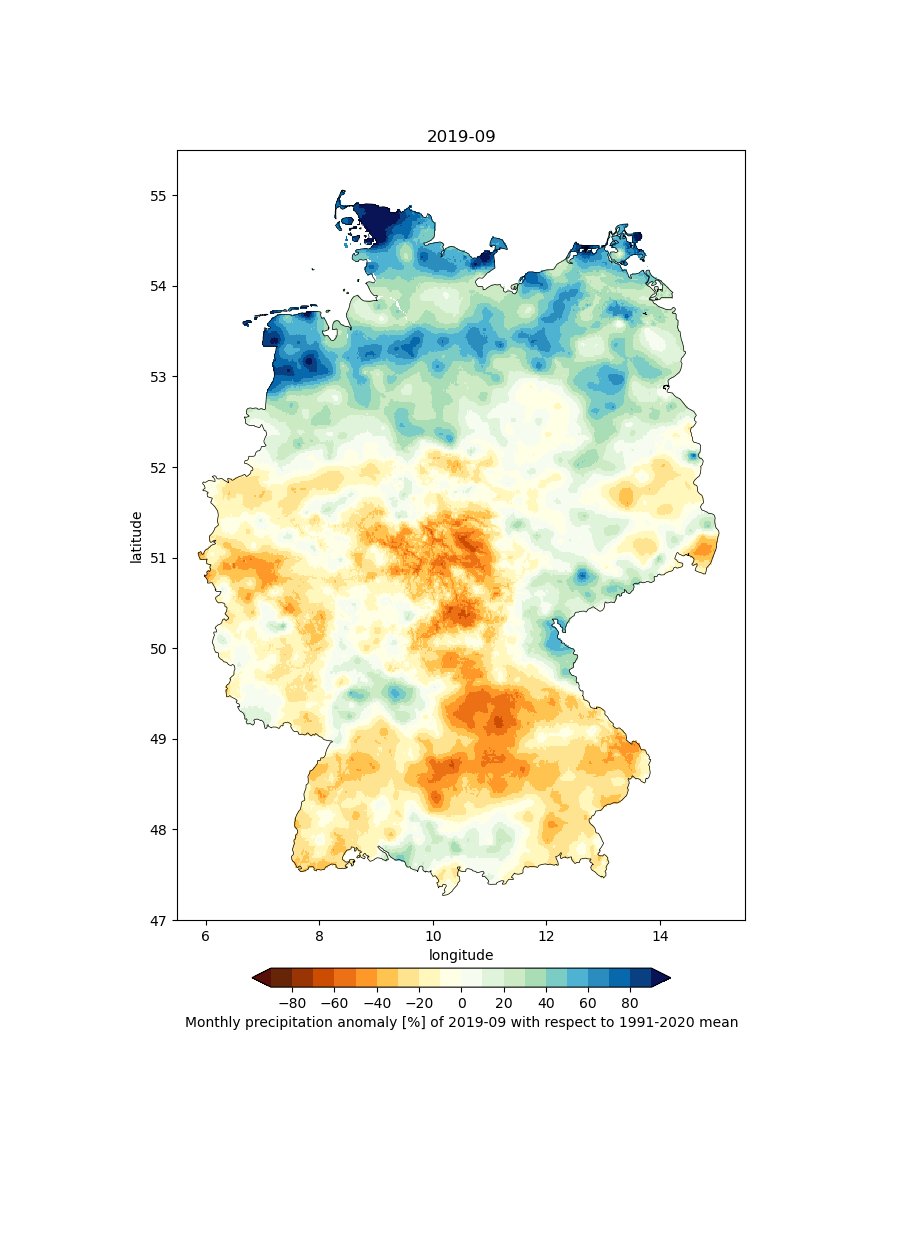 2019-09
55
54
53
52
51
50
49
48
47
latitude
6 8 10 12 14
longitude
−80 −60 −40 −20 0 20 40 60 80
Monthly precipitation anomaly [%] of 2019-09 with respect to 1991-2020 mean